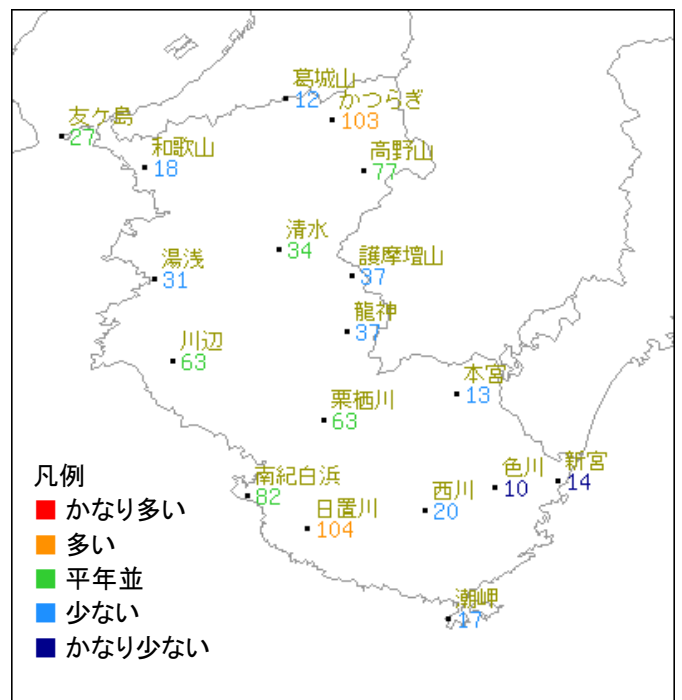 葛城山
12
かつらぎ
103
友ケ島
27
和歌山
18
高野山
77
清水
34
湯浅
31
護摩壇山
37
龍神
37
川辺
63
本宮
13
栗栖川
63
南紀白浜
82
日置川
104
西川
20
色川
10
新宮
14
潮岬
17
凡例
かなり多い
多い
平年並
少ない
かなり少ない